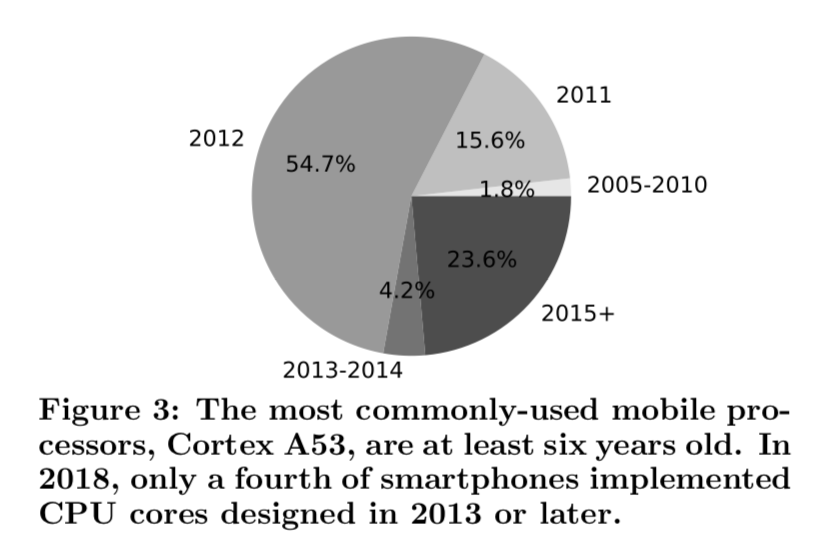 2011
2012
15.6%
54.7%
1.8%
2005-2010
23.6%
4.2%
2015+
2013-2014
Figure 3: The most commonly-used mobile pro-
cessors, Cortex A53, are at least six years old. In
2018, only a fourth of smartphones implemented
CPU cores designed in 2013 or later.